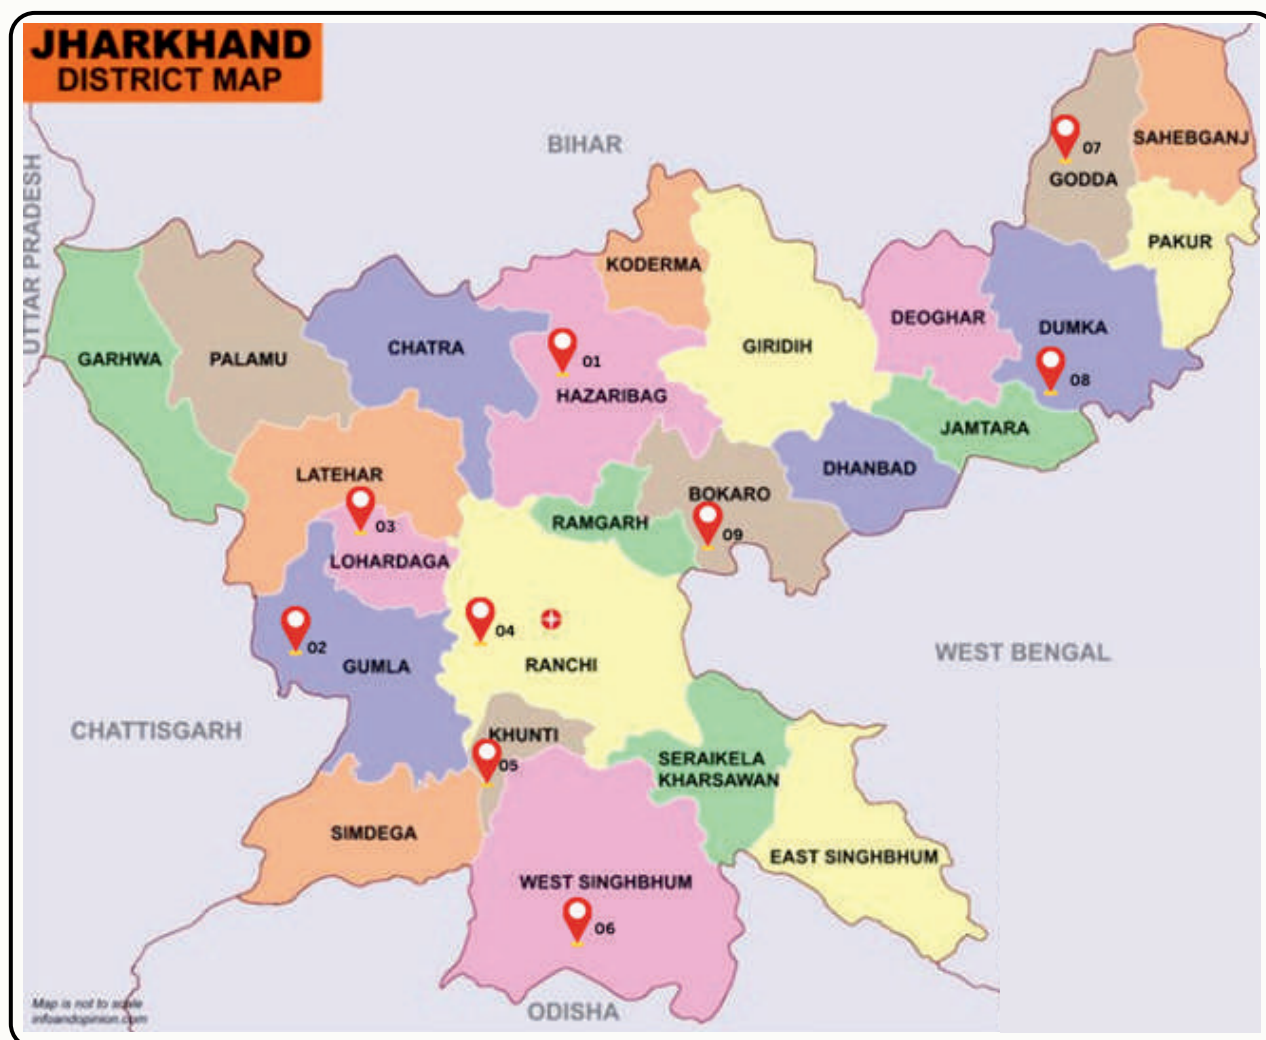 JHARKHAND
DISTRICT MAP
BIHAR
UTTAR PRADESH
07
SAHEBGANJ
GODDA
PAKUR
KODERMA
DEOGHAR
DUMKA
GIRIDIH
CHATRA
GARHWA
PALAMU
01
08
HAZARIBAG
JAMTARA
DHANBAD
LATEHAR
BOKARO
03
RAMGARH
09
LOHARDAGA
04
02
WEST BENGAL
GUMLA
RANCHI
CHATTISGARH
KHUNTI
05
SERAIKELA
KHARSAWAN
SIMDEGA
EAST SINGHBHUM
WEST SINGHBHUM
06
Map is not to scale
infoandopinion.com
ODISHA